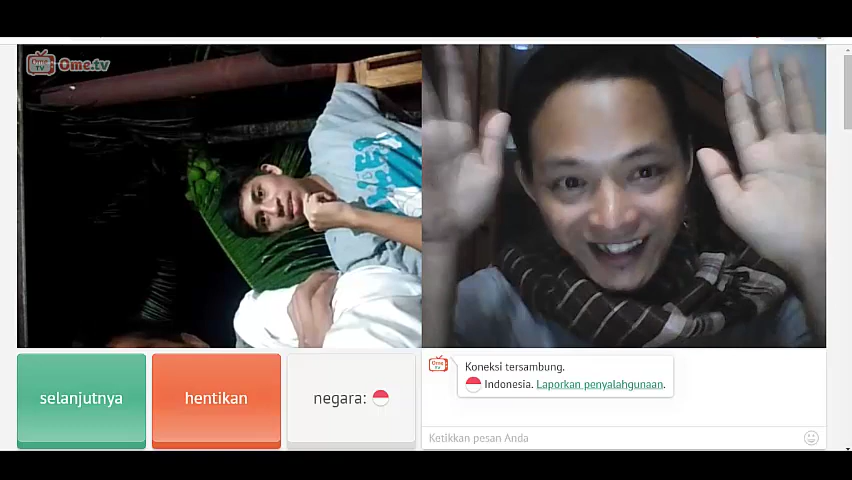 Ome.tv
selanjutnya
hentikan
negara:
Koneksi tersambung.
Indonesia. Laporkan penyalahgunaan.
Ketikkan pesan Anda